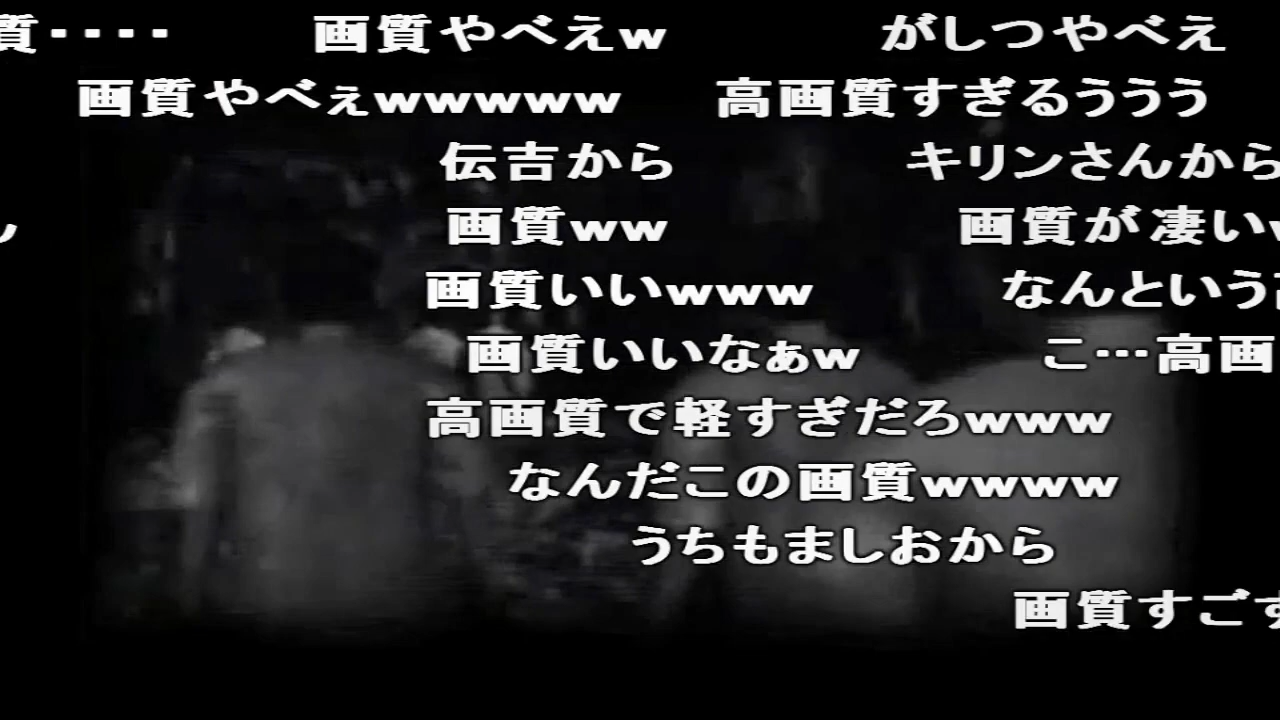 質・・・・ 画質やべえw がしつやべえ
画質やべぇwwwww 高画質すぎるううう
伝吉から キリンさんから
画質ww 画質が凄いw
画質いいwww なんという高
画質いいなぁw こ…高画
高画質で軽すぎだろwww
なんだこの画質wwww
うちもましおから
画質すごす